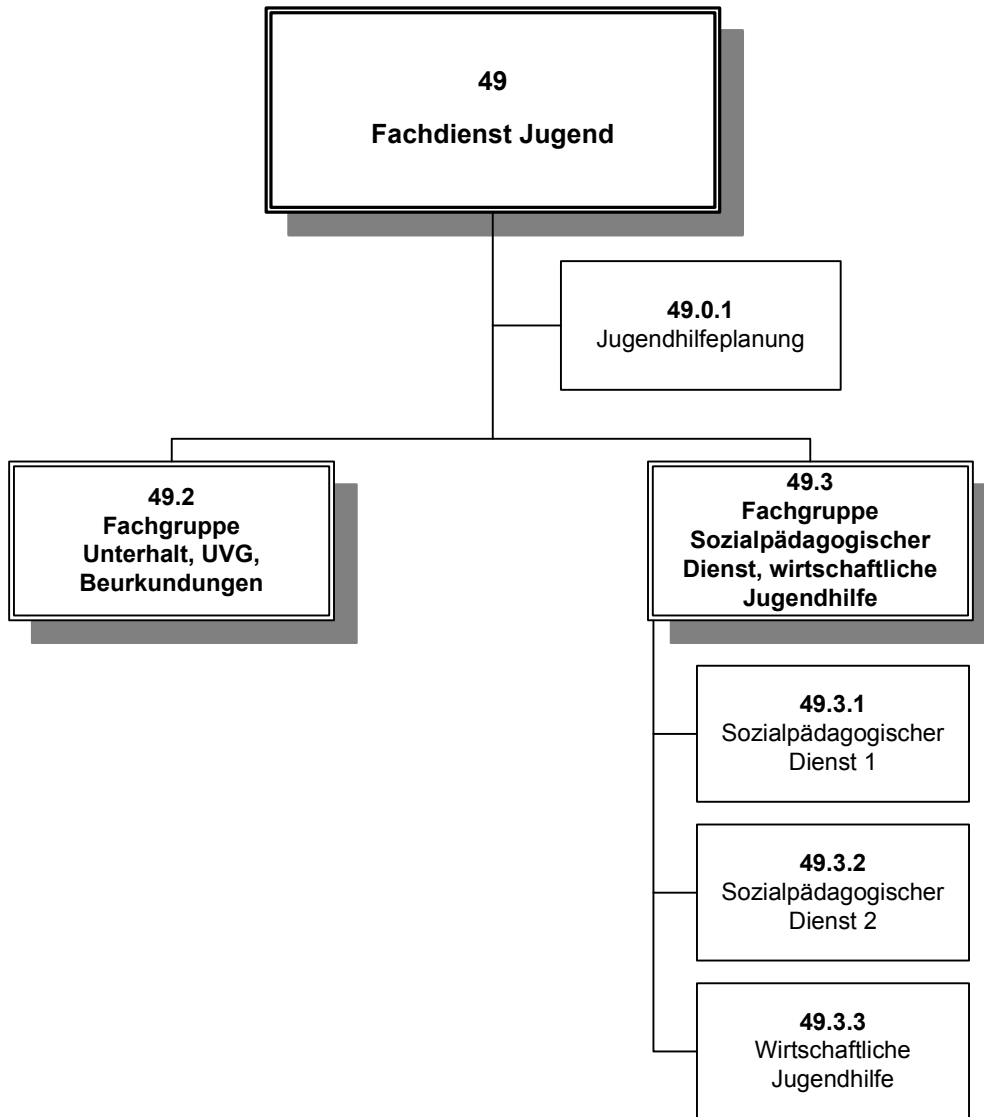 49
Fachdienst Jugend
49.0.1
Jugendhilfeplanung
49.2
Fachgruppe
Unterhalt, UVG,
Beurkundungen
49.3
Fachgruppe
Sozialpädagogischer
Dienst, wirtschaftliche
Jugendhilfe
49.3.1
Sozialpädagogischer
Dienst 1
49.3.2
Sozialpädagogischer
Dienst 2
49.3.3
Wirtschaftliche
Jugendhilfe